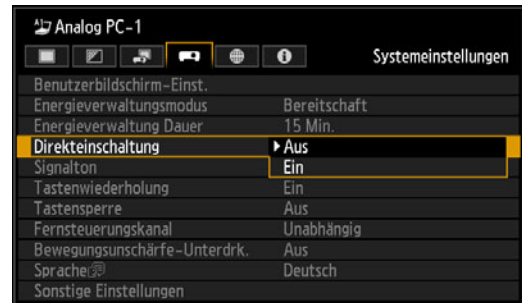 Analog PC-1
Systemeinstellungen
Benutzerbildschirm-Einst.
Energieverwaltungsmodus Bereitschaft
Energieverwaltung Dauer 15 Min.
Direkteinschaltung Aus
Signalton Ein
Tastenwiederholung Ein
Tastensperre Aus
Fernsteuerungskanal Unabhängig
Bewegungsunschärfe-Unterdrk. Aus
Sprache Deutsch
Sonstige Einstellungen